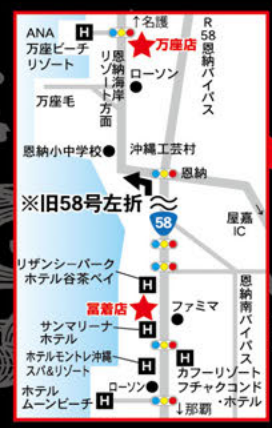 ↑名護
ANA
万座ビーチ
リゾート
H
万座店
R
58
恩納バイパス
恩納海岸
リゾート方面
ローソン
万座毛
恩納小中学校
沖縄工芸村
恩納
※旧58号左折
58
屋嘉
IC
リザンシーパーク
ホテル谷茶ベイ
H
恩納南バイパス
冨着店
ファミマ
サンマリーナ
ホテル
H
ホテルモントレ沖縄
スパ&リゾート
H
H
カフーリゾート
フチャクコンド
・ホテル
ローソン
ホテル
ムーンビーチ
H
↓那覇